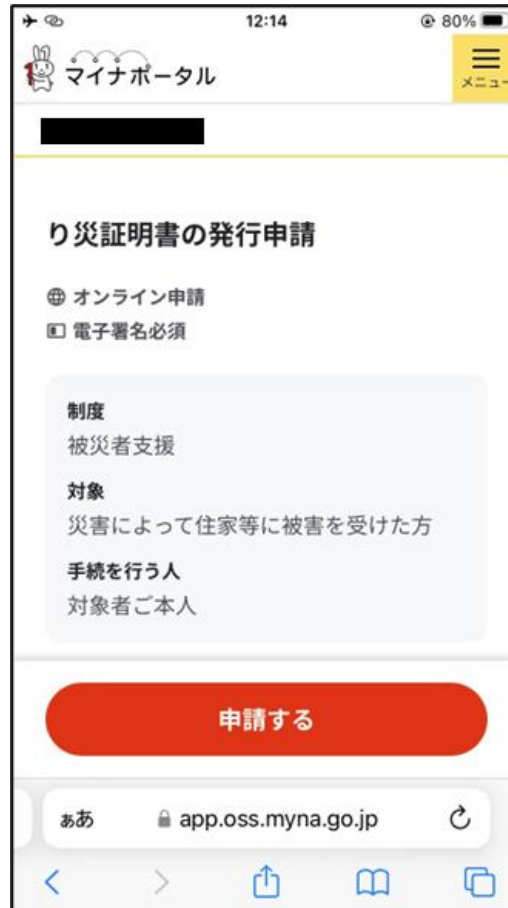 12:14
80%
マイナポータル
メニュー
り災証明書の発行申請
オンライン申請
電子署名必須
制度
被災者支援
対象
災害によって住家等に被害を受けた方
手続を行う人
対象者ご本人
申請する
ぁあ app.oss.myna.go.jp